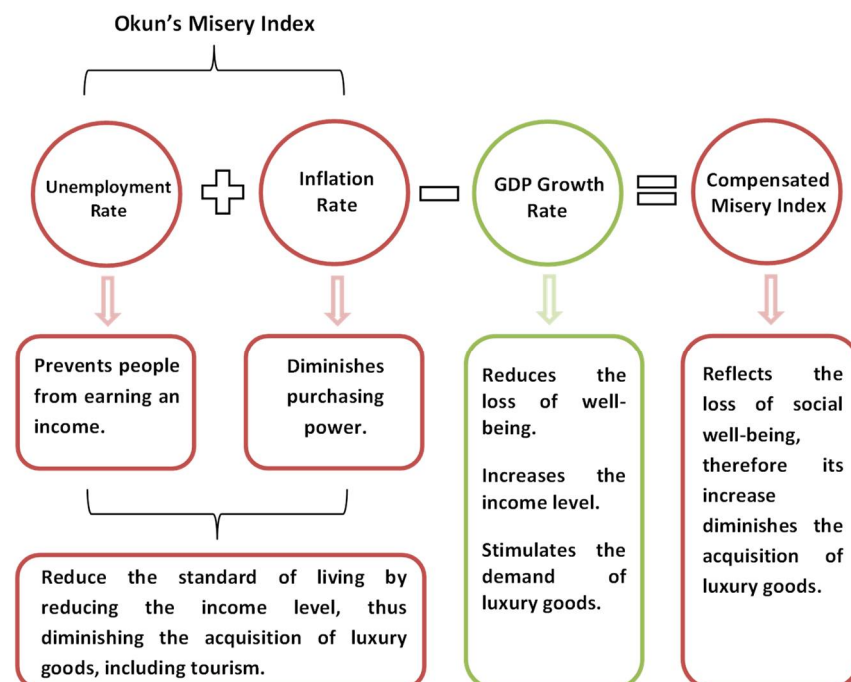 Okun's Misery Index
Unemployment
Rate
Inflation
Rate
GDP Growth
Rate
Compensated
Misery Index
Prevents people
from earning an
income.
Diminishes
purchasing
power.
Reduces the
loss of well-
being.
Increases the
income level.
Stimulates the
demand of
luxury goods.
Reflects the
loss of social
well-being,
therefore its
increase
diminishes the
acquisition of
luxury goods.
Reduce the standard of living by
reducing the income level, thus
diminishing the acquisition of luxury
goods, including tourism.